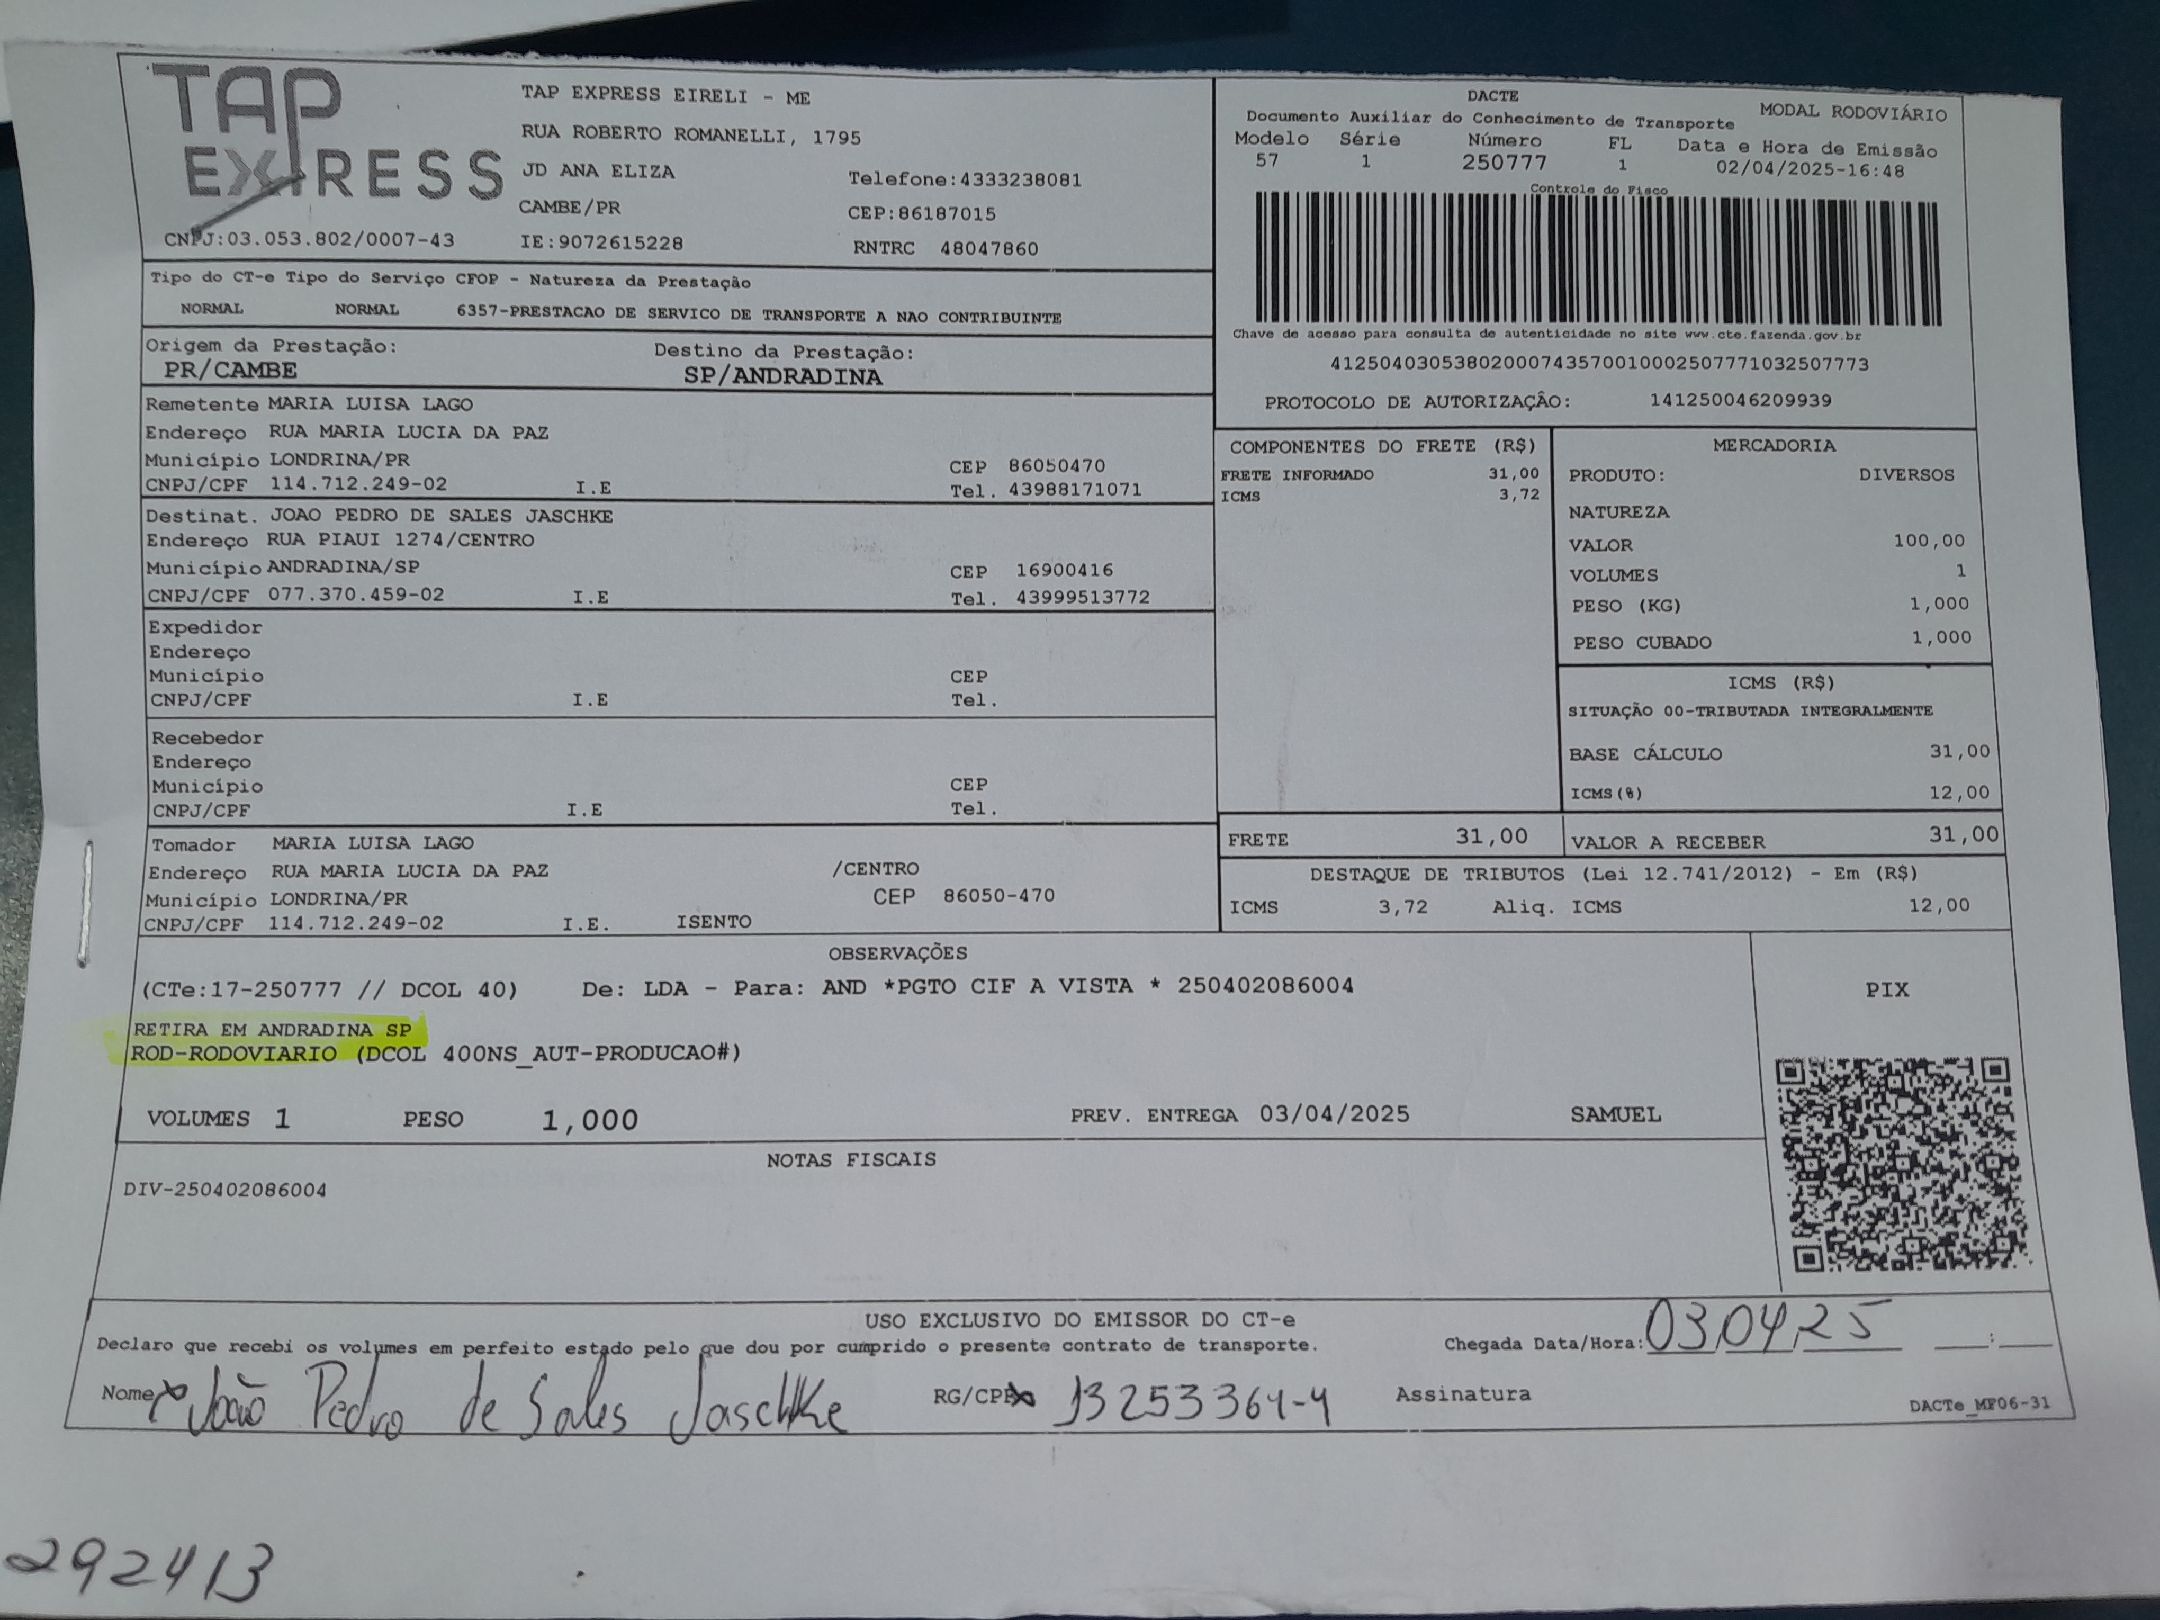 TAP EXPRESS
TAP EXPRESS EIRELI - ME
RUA ROBERTO ROMANELLI, 1795
JD ANA ELIZA Telefone:4333238081
CAMBE/PR CEP:86187015
CNPJ:03.053.802/0007-43 IE:9072615228 RNTRC 48047860
DACTE MODAL RODOVIÁRIO
Documento Auxiliar do Conhecimento de Transporte
Modelo Série Número FL Data e Hora de Emissão
57 1 250777 1 02/04/2025-16:48
Controle do Fisco
Chave de acesso para consulta de autenticidade no site www.cte.fazenda.gov.br
41250403053802000743570010002507771032507773
PROTOCOLO DE AUTORIZAÇÂO: 141250046209939
Tipo do CT-e Tipo do Serviço CFOP - Natureza da Prestação
NORMAL NORMAL 6357-PRESTACAO DE SERVICO DE TRANSPORTE A NAO CONTRIBUINTE
Origem da Prestação: Destino da Prestação:
PR/CAMBE SP/ANDRADINA
Remetente MARIA LUISA LAGO
Endereço RUA MARIA LUCIA DA PAZ
Município LONDRINA/PR CEP 86050470
CNPJ/CPF 114.712.249-02 I.E Tel. 43988171071
Destinat. JOAO PEDRO DE SALES JASCHKE
Endereço RUA PIAUI 1274/CENTRO
Município ANDRADINA/SP CEP 16900416
CNPJ/CPF 077.370.459-02 I.E Tel. 43999513772
Expedidor
Endereço
Município CEP
CNPJ/CPF I.E Tel.
Recebedor
Endereço
Município CEP
CNPJ/CPF I.E Tel.
Tomador MARIA LUISA LAGO
Endereço RUA MARIA LUCIA DA PAZ /CENTRO
Município LONDRINA/PR CEP 86050-470
CNPJ/CPF 114.712.249-02 I.E. ISENTO
COMPONENTES DO FRETE (R$)
FRETE INFORMADO 31,00
ICMS 3,72
MERCADORIA
PRODUTO: DIVERSOS
NATUREZA
VALOR 100,00
VOLUMES 1
PESO (KG) 1,000
PESO CUBADO 1,000
ICMS (R$)
SITUAÇÃO 00-TRIBUTADA INTEGRALMENTE
BASE CÁLCULO 31,00
ICMS(%) 12,00
FRETE 31,00 VALOR A RECEBER 31,00
DESTAQUE DE TRIBUTOS (Lei 12.741/2012) - Em (R$)
ICMS 3,72 Aliq. ICMS 12,00
OBSERVAÇÕES
(CTe:17-250777 // DCOL 40) De: LDA - Para: AND *PGTO CIF A VISTA * 250402086004
RETIRA EM ANDRADINA SP
ROD-RODOVIARIO (DCOL 400NS_AUT-PRODUCAO#)
VOLUMES 1 PESO 1,000 PREV. ENTREGA 03/04/2025 SAMUEL
PIX
NOTAS FISCAIS
DIV-250402086004
USO EXCLUSIVO DO EMISSOR DO CT-e
Declaro que recebi os volumes em perfeito estado pelo que dou por cumprido o presente contrato de transporte. Chegada Data/Hora: 03 04 25 :
Nome x João Pedro de Sales Jaschke RG/CPF x 13253364-4 Assinatura DACTe_MF06-31
292413